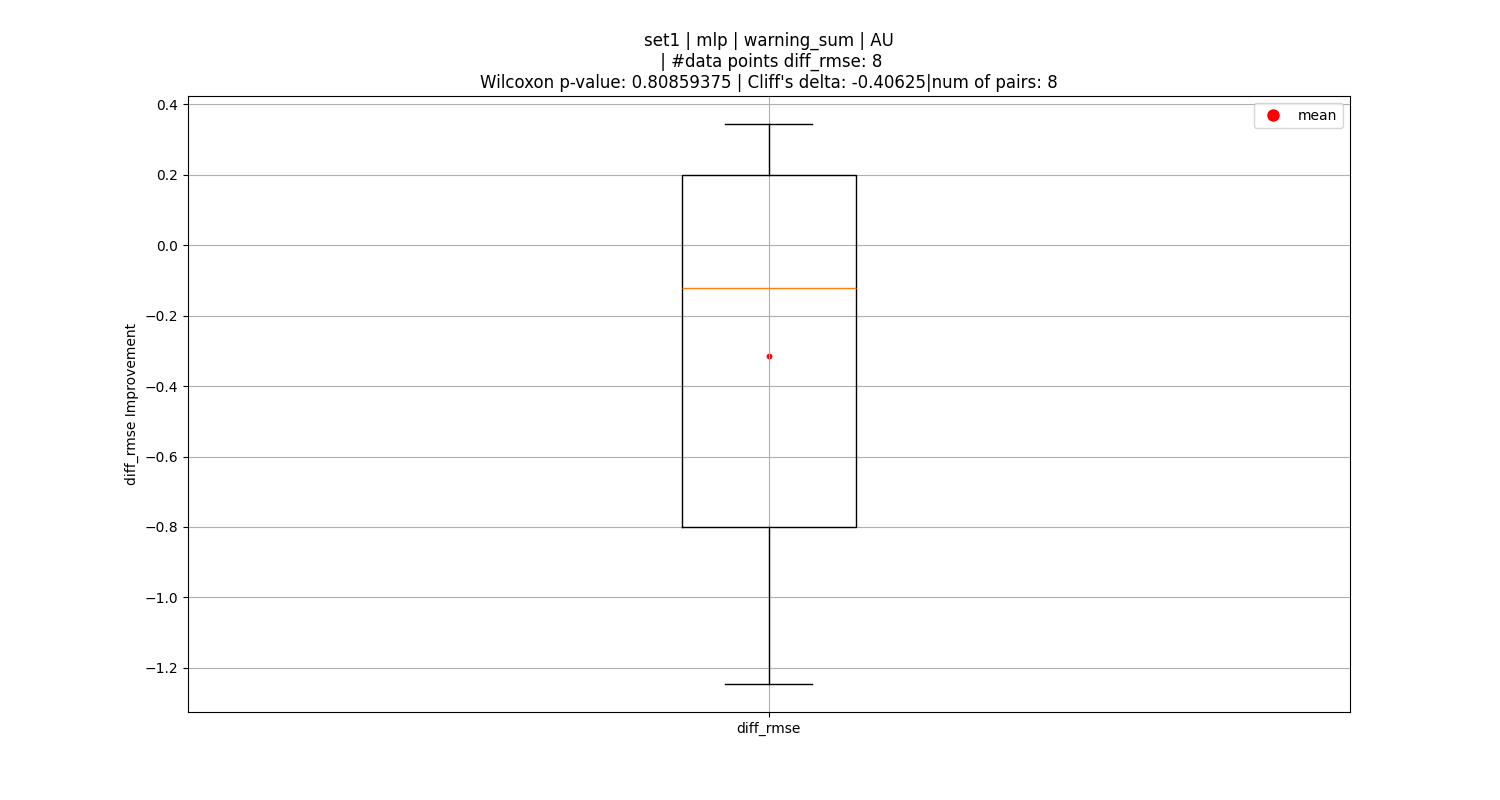 set1 | mlp | warning_sum | AU
| #data points diff_rmse: 8
Wilcoxon p-value: 0.80859375 | Cliff's delta: -0.40625|num of pairs: 8
mean
0.4
0.2
0.0
−0.2
−0.4
−0.6
−0.8
−1.0
−1.2
diff_rmse Improvement
diff_rmse